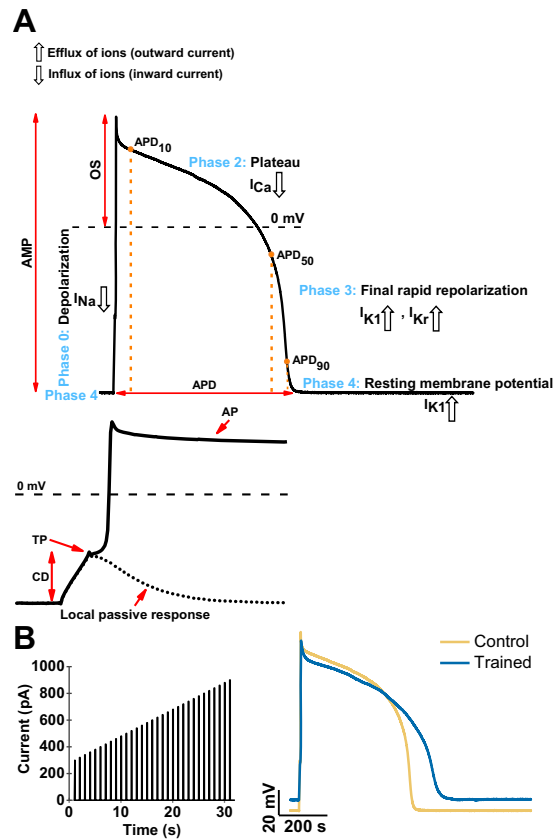 A
Efflux of ions (outward current)
Influx of ions (inward current)
APD10
Phase 2: Plateau
ICa
OS
0 mV
AMP
APD50
Phase 0: Depolarization
INa
Phase 3: Final rapid repolarization
IK1 , IKr
APD90
APD
Phase 4
Phase 4: Resting membrane potential
IK1
AP
0 mV
TP
CD
Local passive response
B
Current (pA)
1000
800
600
400
200
0
0 10 20 30
Time (s)
Control
Trained
20 mV
200 s